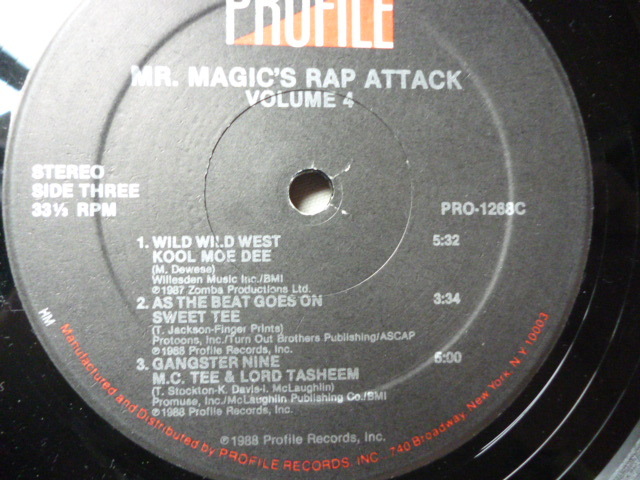 PROFILE
MR. MAGIC'S RAP ATTACK
VOLUME 4
STEREO
SIDE THREE
33⅓ RPM
PRO-1268C
1. WILD WILD WEST 5:32
KOOL MOE DEE
(M. Dewese)
Willesden Music Inc./BMI
℗1987 Zomba Productions Ltd.
2. AS THE BEAT GOES ON 3:34
SWEET TEE
(T. Jackson-Finger Prints)
Protoons, Inc./Turn Out Brothers Publishing/ASCAP
℗1988 Profile Records, Inc.
3. GANGSTER NINE 5:00
M.C. TEE & LORD TASHEEM
(T. Stockton-K. Davis-I. McLaughlin)
Promuse, Inc./McLaughlin Publishing Co./BMI
℗1988 Profile Records, Inc.
℗1988 Profile Records, Inc.
HM
Manufactured and Distributed by PROFILE RECORDS, INC. 740 Broadway, New York, N Y 10003